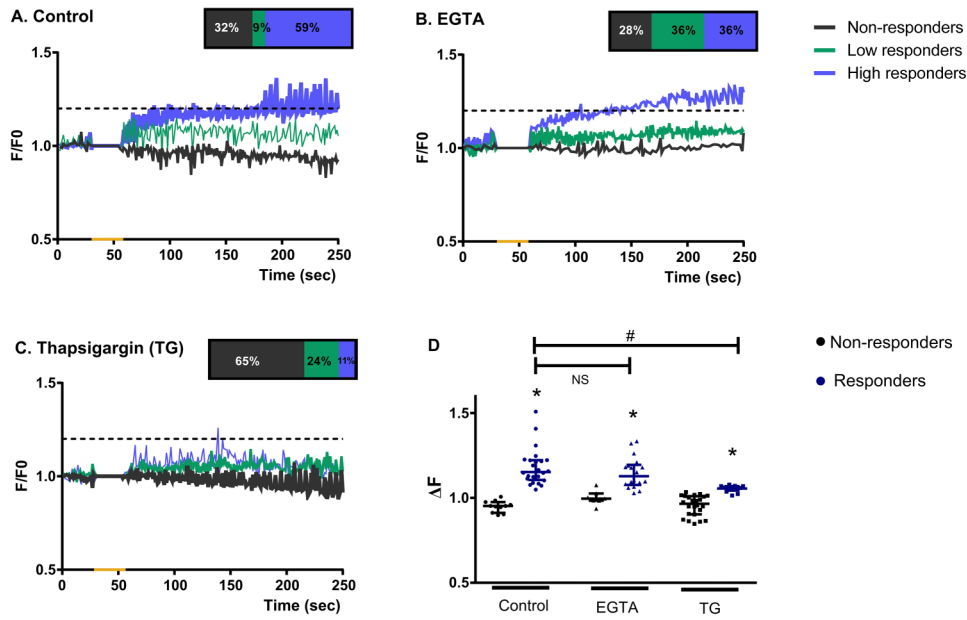 A. Control
32% 9% 59%
1.5
1.0
0.5
F/F0
0 50 100 150 200 250
Time (sec)
B. EGTA
28% 36% 36%
1.5
1.0
0.5
F/F0
0 50 100 150 200 250
Time (sec)
Non-responders
Low responders
High responders
C. Thapsigargin (TG)
65% 24% 11%
1.5
1.0
0.5
F/F0
0 50 100 150 200 250
Time (sec)
D
#
NS
* * *
1.5
1.0
0.5
ΔF
Control EGTA TG
Non-responders
Responders